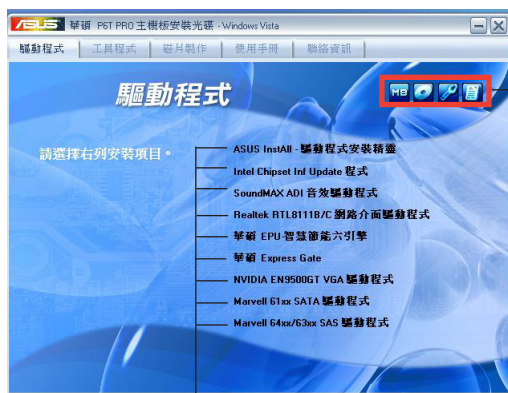 ASUS 華碩 P6T PRO 主機板安裝光碟 - Windows Vista
驅動程式 工具程式 磁片製作 使用手冊 聯絡資訊
驅動程式
MB
請選擇右列安裝項目。
ASUS InstAll - 驅動程式安裝精靈
Intel Chipset Inf Update 程式
SoundMAX ADI 音效驅動程式
Realtek RTL8111B/C 網路介面驅動程式
華碩 EPU-智慧節能六引擎
華碩 Express Gate
NVIDIA EN9500GT VGA 驅動程式
Marvell 61xx SATA 驅動程式
Marvell 64xx/63xx SAS 驅動程式